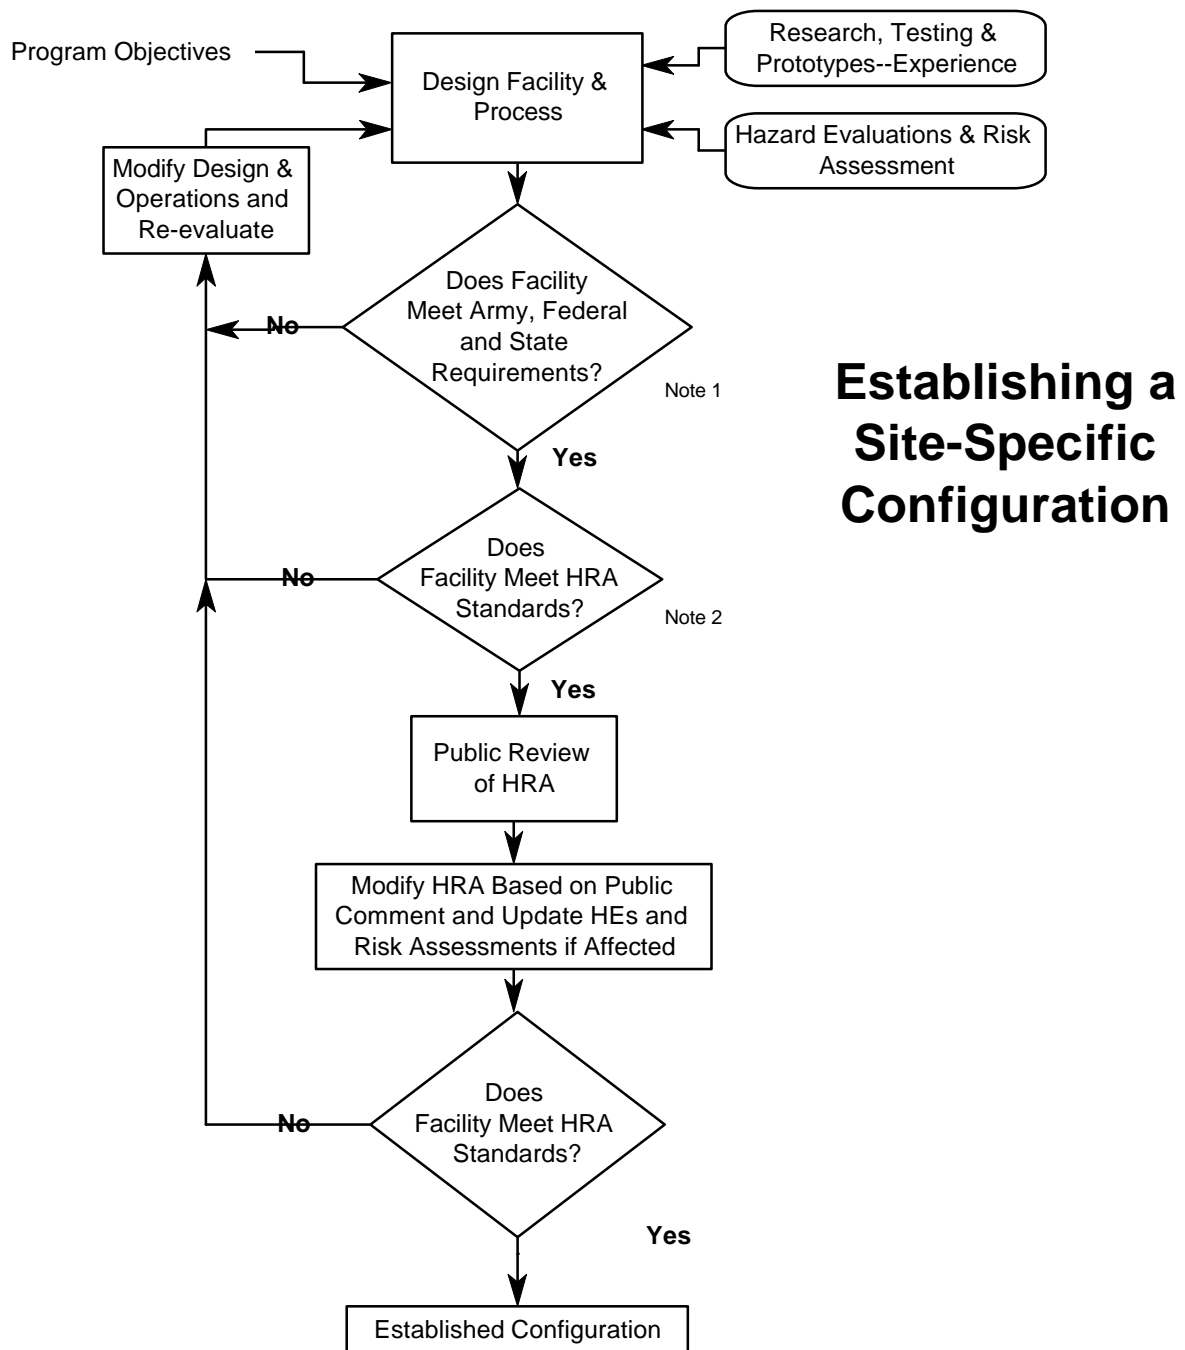 Program Objectives
Design Facility &
Process
Research, Testing &
Prototypes--Experience
Hazard Evaluations & Risk
Assessment
Modify Design &
Operations and
Re-evaluate
Does Facility
Meet Army, Federal
and State
Requirements?
No
Note 1
Yes
Establishing a
Site-Specific
Configuration
Does
Facility Meet HRA
Standards?
No
Note 2
Yes
Public Review
of HRA
Modify HRA Based on Public
Comment and Update HEs and
Risk Assessments if Affected
Does
Facility Meet HRA
Standards?
No
Yes
Established Configuration